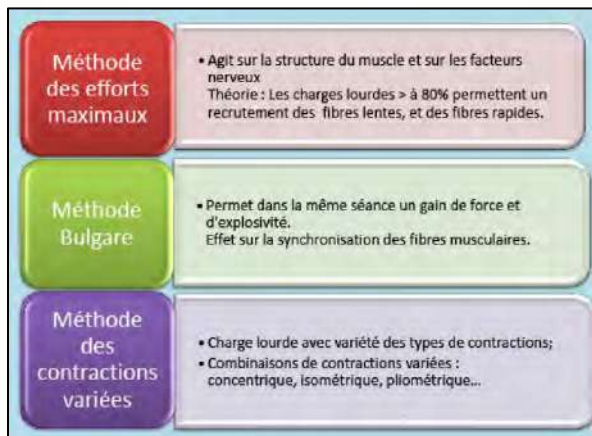 Méthode
des efforts
maximaux
• Agit sur la structure du muscle et sur les facteurs
nerveux
Théorie : Les charges lourdes > à 80% permettent un
recrutement des fibres lentes, et des fibres rapides.
Méthode
Bulgare
• Permet dans la même séance un gain de force et
d'explosivité.
Effet sur la synchronisation des fibres musculaires.
Méthode
des
contractions
variées
• Charge lourde avec variété des types de contractions;
• Combinaisons de contractions variées :
concentrique, isométrique, pliométrique...